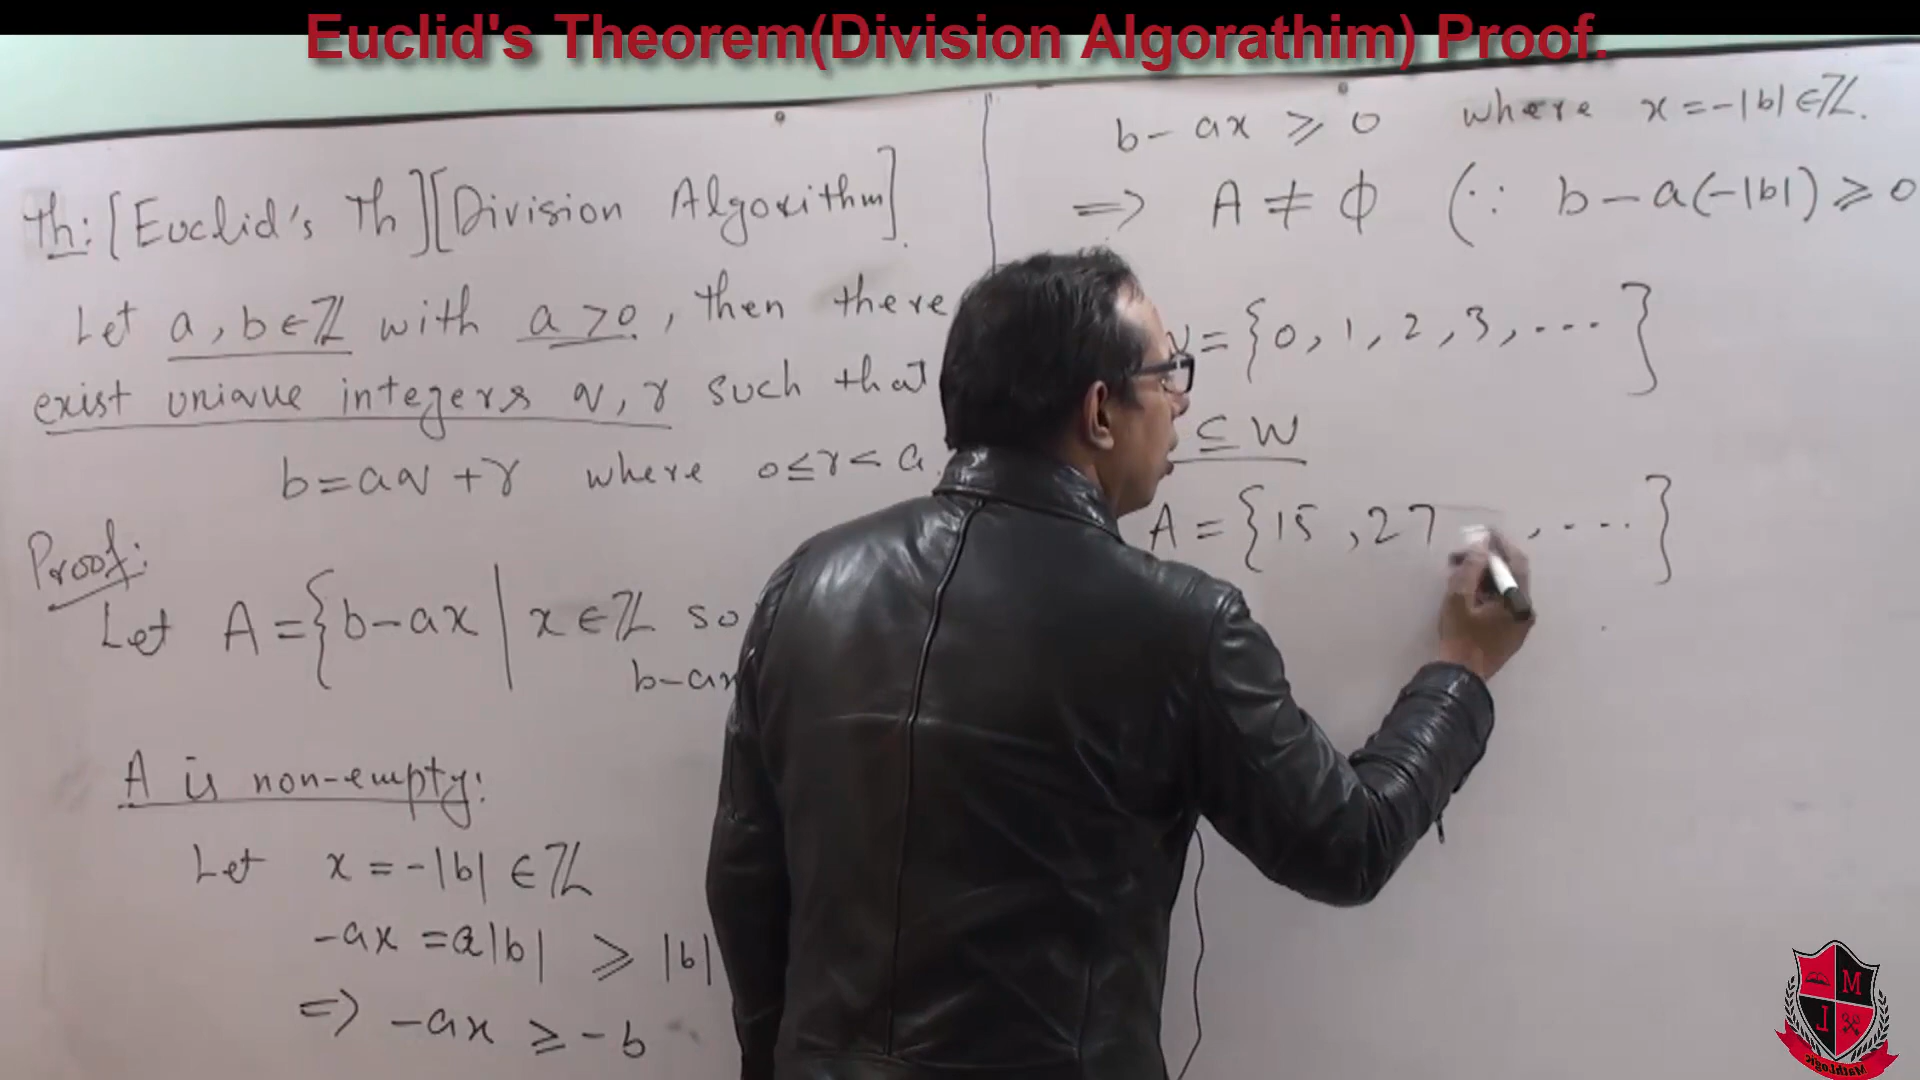 Euclid's Theorem(Division Algorathim) Proof.
Th: [Euclid's Th][Division Algorithm].
Let a, b ∈ ℤ with a > 0, then there
exist unique integers q, r such that
b = aq + r where 0 ≤ r < a.
Proof:
Let A = {b - ax | x ∈ ℤ so
b - ax
A is non-empty:
Let x = -|b| ∈ ℤ
-ax = a|b| ⩾ |b|
⇒ -ax ≥ -b
b - ax ⩾ 0 where x = -|b| ∈ ℤ.
⇒ A ≠ ϕ (∵ b - a(-|b|) ⩾ 0
= {0, 1, 2, 3, ...}
⊆ W
A = {15, 27 , ....}
M
J
MathLogic